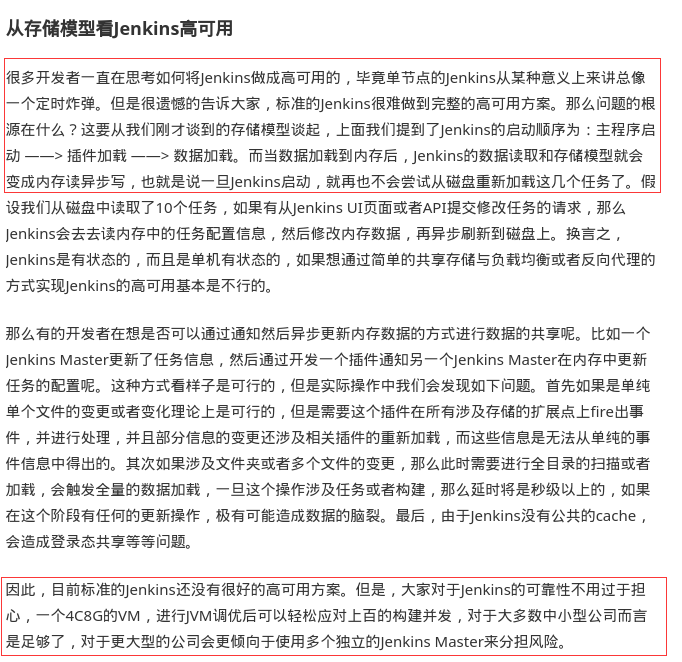 从存储模型看Jenkins高可用
很多开发者一直在思考如何将Jenkins做成高可用的，毕竟单节点的Jenkins从某种意义上来讲总像
一个定时炸弹。但是很遗憾的告诉大家，标准的Jenkins很难做到完整的高可用方案。那么问题的根
源在什么？这要从我们刚才谈到的存储模型谈起，上面我们提到了Jenkins的启动顺序为：主程序启
动 ——> 插件加载 ——> 数据加载。而当数据加载到内存后，Jenkins的数据读取和存储模型就会
变成内存读异步写，也就是说一旦Jenkins启动，就再也不会尝试从磁盘重新加载这几个任务了。假
设我们从磁盘中读取了10个任务，如果有从Jenkins UI页面或者API提交修改任务的请求，那么
Jenkins会去去读内存中的任务配置信息，然后修改内存数据，再异步刷新到磁盘上。换言之，
Jenkins是有状态的，而且是单机有状态的，如果想通过简单的共享存储与负载均衡或者反向代理的
方式实现Jenkins的高可用基本是不行的。
那么有的开发者在想是否可以通过通知然后异步更新内存数据的方式进行数据的共享呢。比如一个
Jenkins Master更新了任务信息，然后通过开发一个插件通知另一个Jenkins Master在内存中更新
任务的配置呢。这种方式看样子是可行的，但是实际操作中我们会发现如下问题。首先如果是单纯
单个文件的变更或者变化理论上是可行的，但是需要这个插件在所有涉及存储的扩展点上fire出事
件，并进行处理，并且部分信息的变更还涉及相关插件的重新加载，而这些信息是无法从单纯的事
件信息中得出的。其次如果涉及文件夹或者多个文件的变更，那么此时需要进行全目录的扫描或者
加载，会触发全量的数据加载，一旦这个操作涉及任务或者构建，那么延时将是秒级以上的，如果
在这个阶段有任何的更新操作，极有可能造成数据的脑裂。最后，由于Jenkins没有公共的cache，
会造成登录态共享等等问题。
因此，目前标准的Jenkins还没有很好的高可用方案。但是，大家对于Jenkins的可靠性不用过于担
心，一个4C8G的VM，进行JVM调优后可以轻松应对上百的构建并发，对于大多数中小型公司而言
是足够了，对于更大型的公司会更倾向于使用多个独立的Jenkins Master来分担风险。